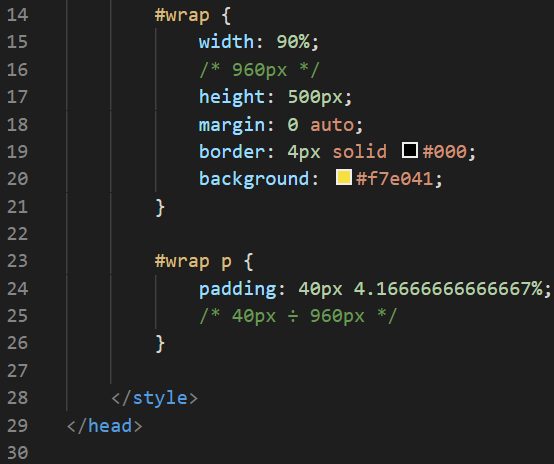 14 #wrap {
15 width: 90%;
16 /* 960px */
17 height: 500px;
18 margin: 0 auto;
19 border: 4px solid #000;
20 background: #f7e041;
21 }
22
23 #wrap p {
24 padding: 40px 4.16666666666667%;
25 /* 40px ÷ 960px */
26 }
27
28 </style>
29 </head>
30